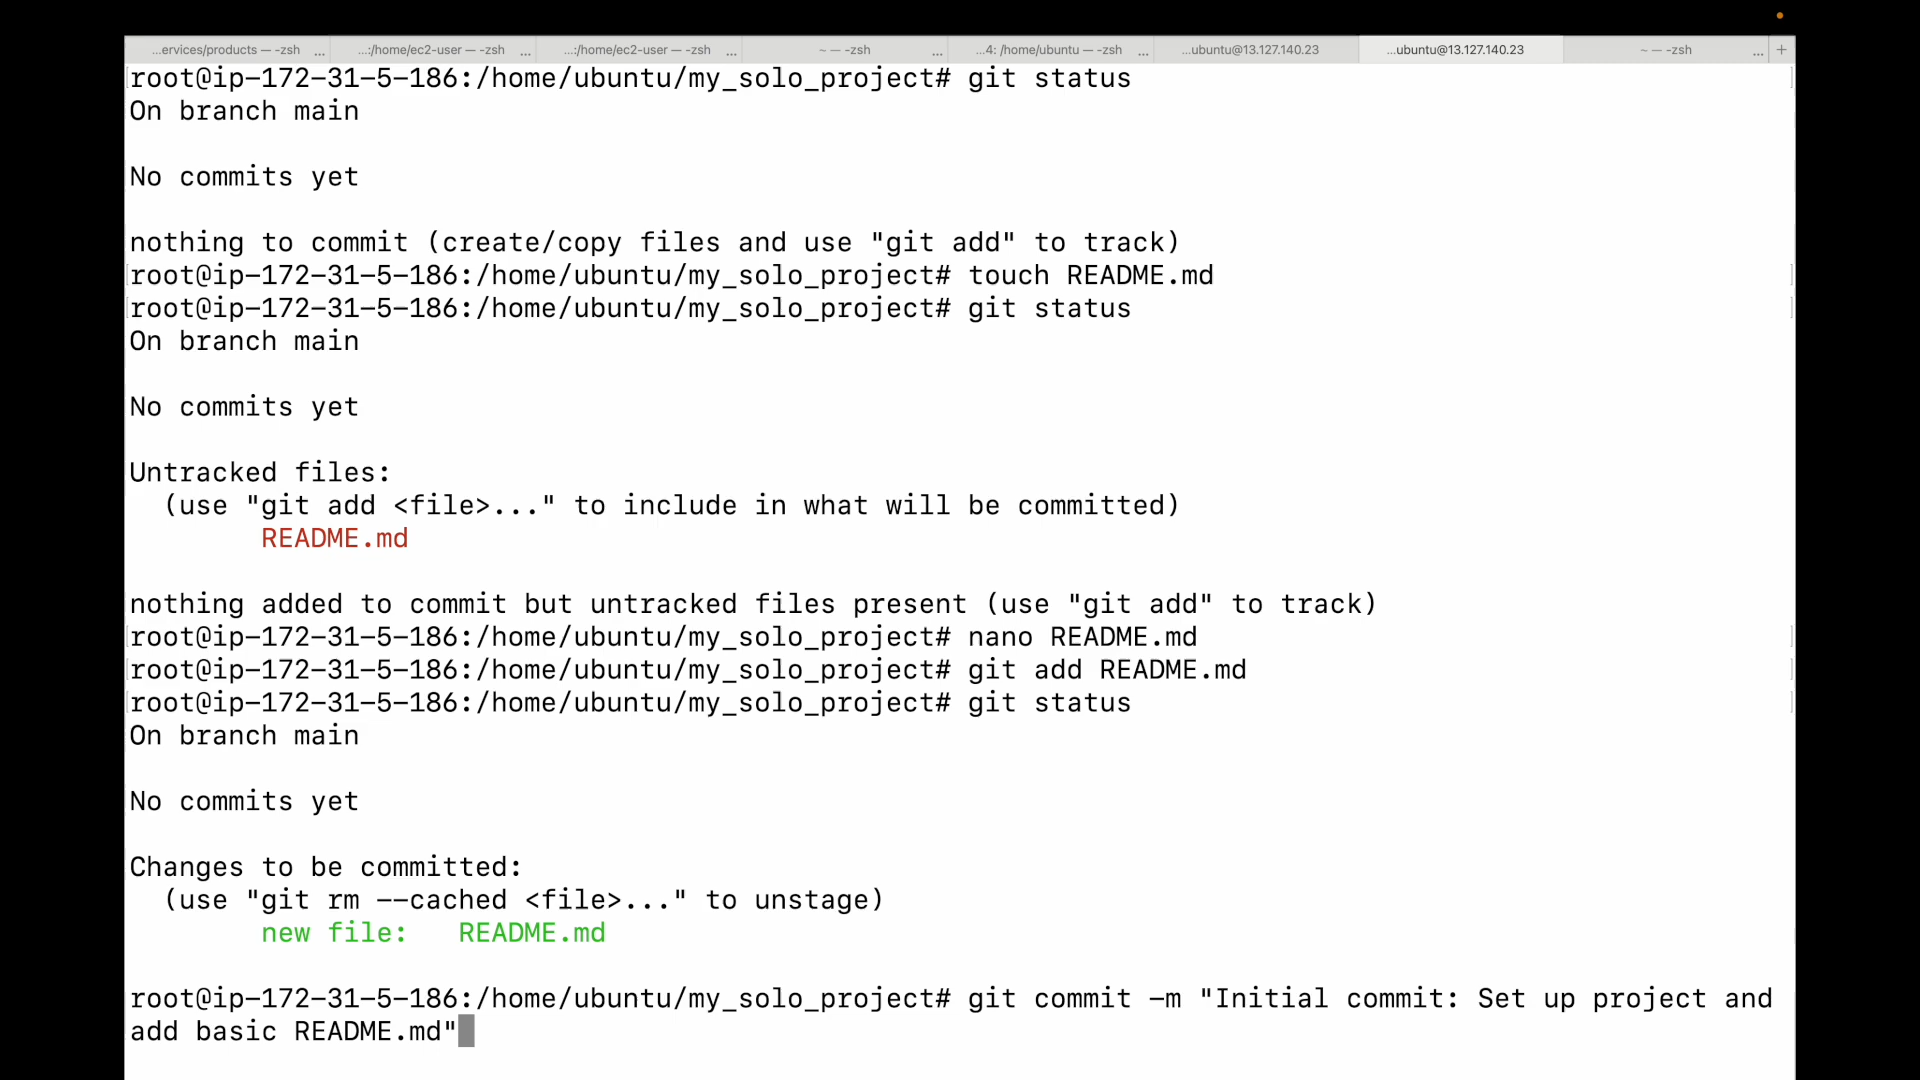 ...ervices/products — -zsh ... ...:/home/ec2-user — -zsh ... ...:/home/ec2-user — -zsh ... ~ — -zsh ... ...4: /home/ubuntu — -zsh ... ...ubuntu@13.127.140.23 ...ubuntu@13.127.140.23 ~ — -zsh ... +
root@ip-172-31-5-186:/home/ubuntu/my_solo_project# git status
On branch main
No commits yet
nothing to commit (create/copy files and use "git add" to track)
root@ip-172-31-5-186:/home/ubuntu/my_solo_project# touch README.md
root@ip-172-31-5-186:/home/ubuntu/my_solo_project# git status
On branch main
No commits yet
Untracked files:
  (use "git add <file>..." to include in what will be committed)
        README.md
nothing added to commit but untracked files present (use "git add" to track)
root@ip-172-31-5-186:/home/ubuntu/my_solo_project# nano README.md
root@ip-172-31-5-186:/home/ubuntu/my_solo_project# git add README.md
root@ip-172-31-5-186:/home/ubuntu/my_solo_project# git status
On branch main
No commits yet
Changes to be committed:
  (use "git rm --cached <file>..." to unstage)
        new file:   README.md
root@ip-172-31-5-186:/home/ubuntu/my_solo_project# git commit -m "Initial commit: Set up project and
add basic README.md"